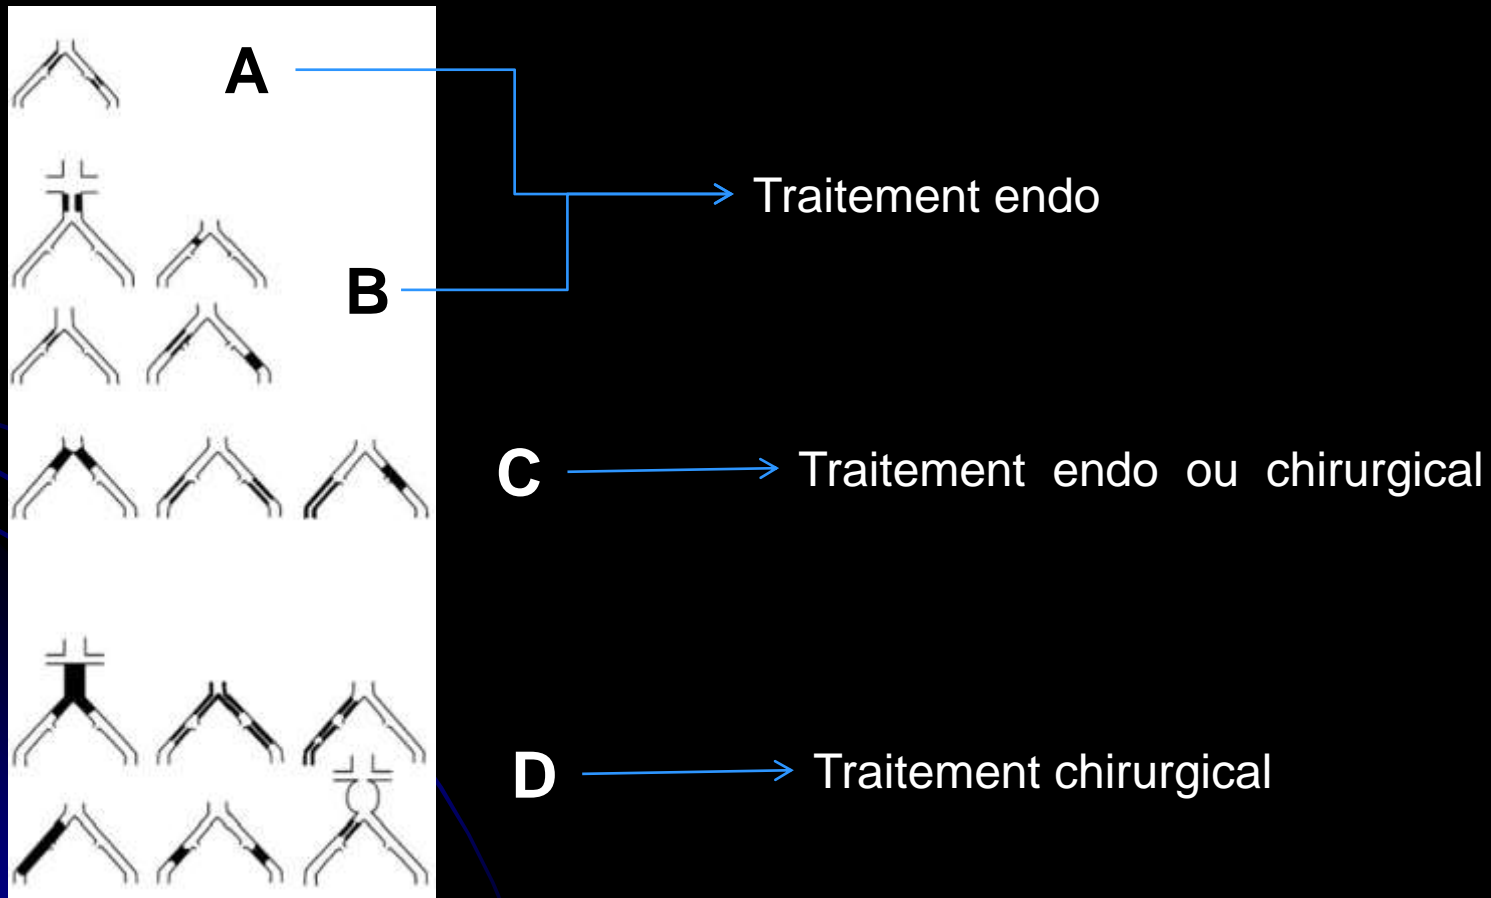 A
Traitement endo
B
C
Traitement endo ou chirurgical
D
Traitement chirurgical